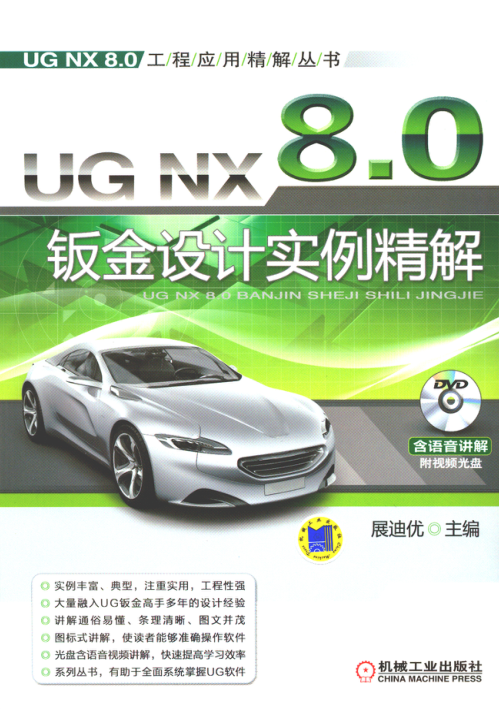 UG NX 8.0 工/程/应/用/精/解/丛/书
UG NX 8.0
钣金设计实例精解
UG NX 8.0 BANJIN SHEJI SHILI JINGJIE
DVD
含语音讲解
附视频光盘
展迪优 ◎ 主编
实例丰富、典型，注重实用，工程性强
大量融入UG钣金高手多年的设计经验
讲解通俗易懂、条理清晰、图文并茂
图标式讲解，使读者能够准确操作软件
光盘含语音视频讲解，快速提高学习效率
系列丛书，有助于全面系统掌握UG软件
机械工业出版社
CHINA MACHINE PRESS